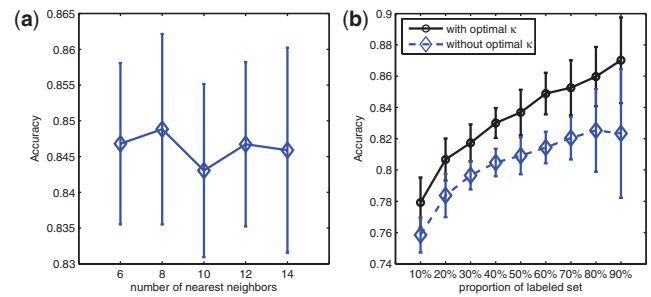 (a)
0.865
0.86
0.855
0.85
0.845
0.84
0.835
0.83
Accuracy
6 8 10 12 14
number of nearest neighbors
(b)
0.9
0.88
0.86
0.84
0.82
0.8
0.78
0.76
0.74
Accuracy
with optimal κ
without optimal κ
10% 20% 30% 40% 50% 60% 70% 80% 90%
proportion of labeled set